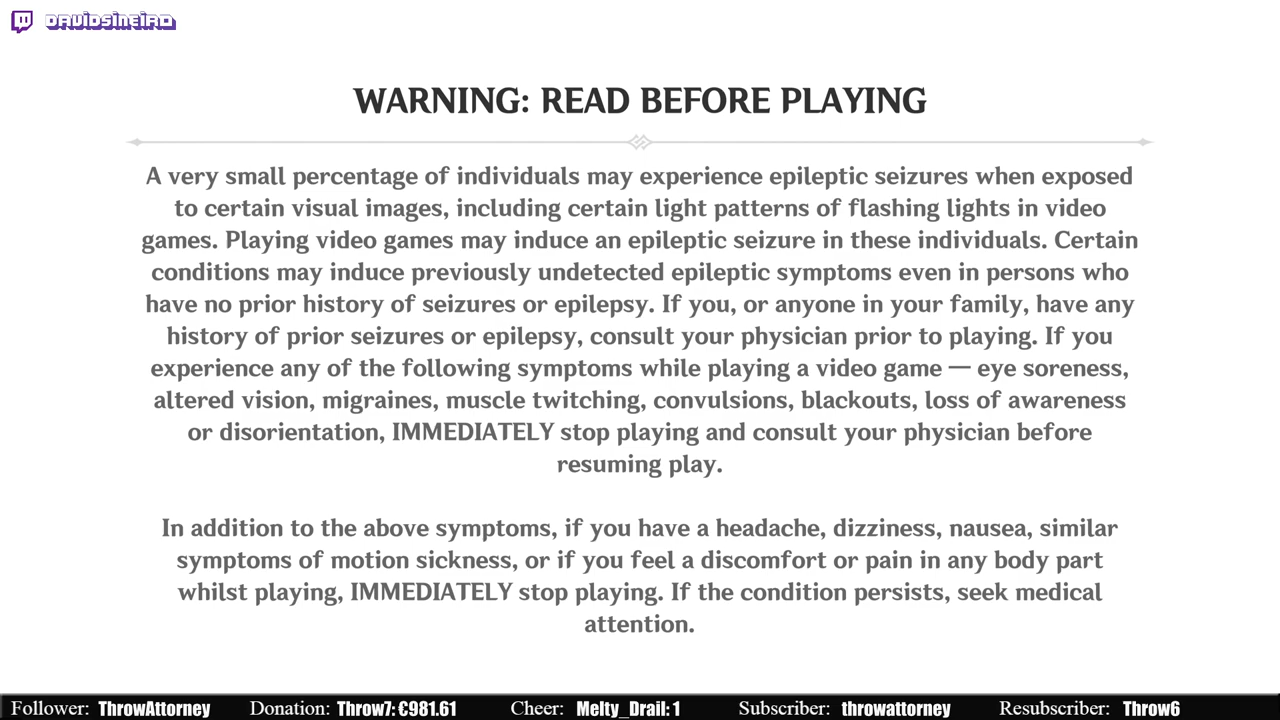 DAVIDSINEIRO
WARNING: READ BEFORE PLAYING
A very small percentage of individuals may experience epileptic seizures when exposed
to certain visual images, including certain light patterns of flashing lights in video
games. Playing video games may induce an epileptic seizure in these individuals. Certain
conditions may induce previously undetected epileptic symptoms even in persons who
have no prior history of seizures or epilepsy. If you, or anyone in your family, have any
history of prior seizures or epilepsy, consult your physician prior to playing. If you
experience any of the following symptoms while playing a video game — eye soreness,
altered vision, migraines, muscle twitching, convulsions, blackouts, loss of awareness
or disorientation, IMMEDIATELY stop playing and consult your physician before
resuming play.
In addition to the above symptoms, if you have a headache, dizziness, nausea, similar
symptoms of motion sickness, or if you feel a discomfort or pain in any body part
whilst playing, IMMEDIATELY stop playing. If the condition persists, seek medical
attention.
Follower: ThrowAttorney Donation: Throw7: €981.61 Cheer: Melty_Drail: 1 Subscriber: throwattorney Resubscriber: Throw6